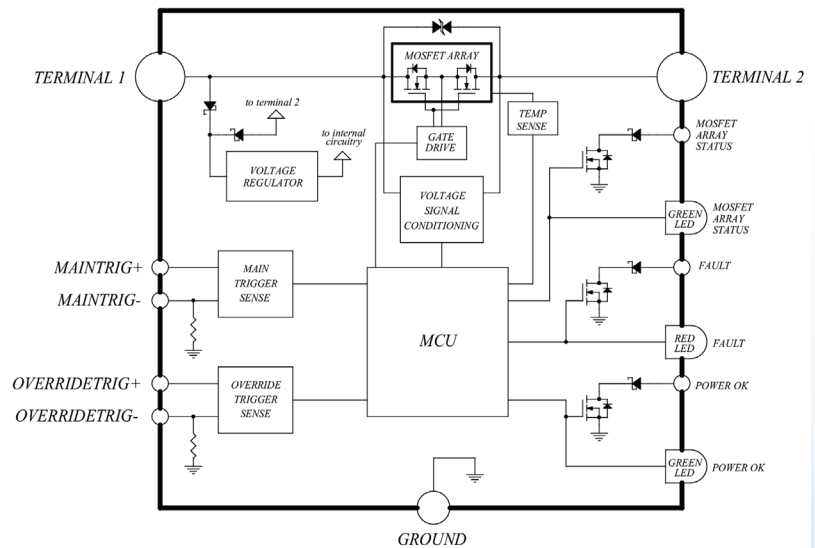 MOSFET ARRAY
TERMINAL 1
TERMINAL 2
to terminal 2
to internal
circuitry
TEMP
SENSE
MOSFET
ARRAY
STATUS
GATE
DRIVE
VOLTAGE
REGULATOR
VOLTAGE
SIGNAL
CONDITIONING
GREEN
LED
MOSFET
ARRAY
STATUS
MAINTRIG+
MAIN
TRIGGER
SENSE
MAINTRIG-
FAULT
MCU
RED
LED
FAULT
OVERRIDETRIG+
OVERRIDE
TRIGGER
SENSE
OVERRIDETRIG-
POWER OK
GREEN
LED
POWER OK
GROUND